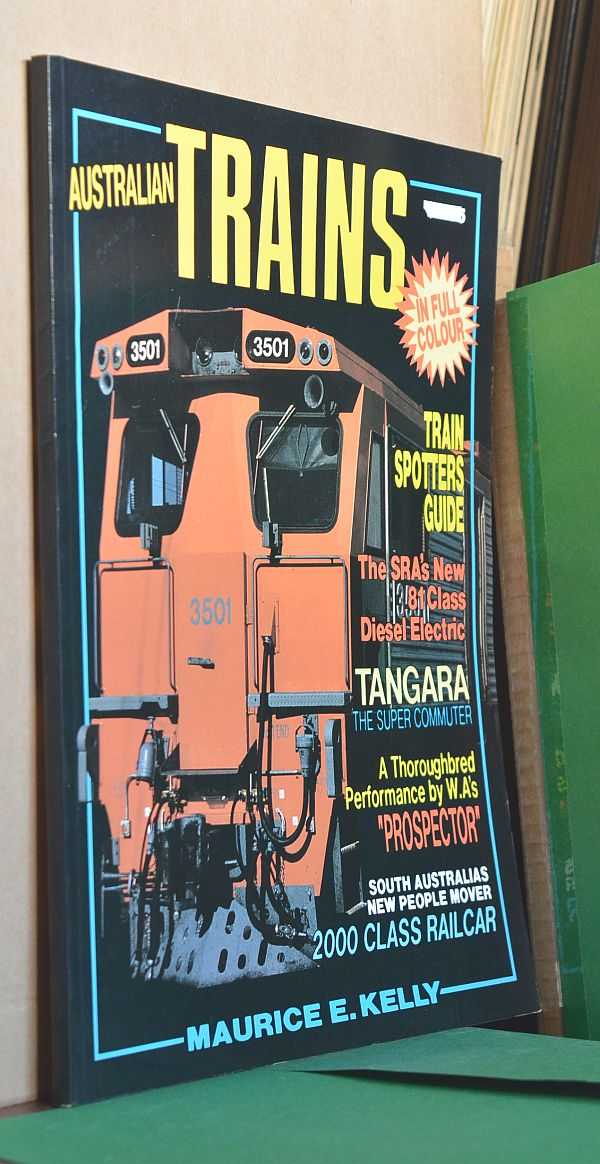 AUSTRALIAN
TRAINS
IN FULL
COLOUR
3501
3501
TRAIN
SPOTTERS
GUIDE
3501
The SRA's New
81 Class
Diesel Electric
TANGARA
THE SUPER COMMUTER
A Thoroughbred
Performance by W.A's
"PROSPECTOR"
SOUTH AUSTRALIAS
NEW PEOPLE MOVER
2000 CLASS RAILCAR
MAURICE E. KELLY